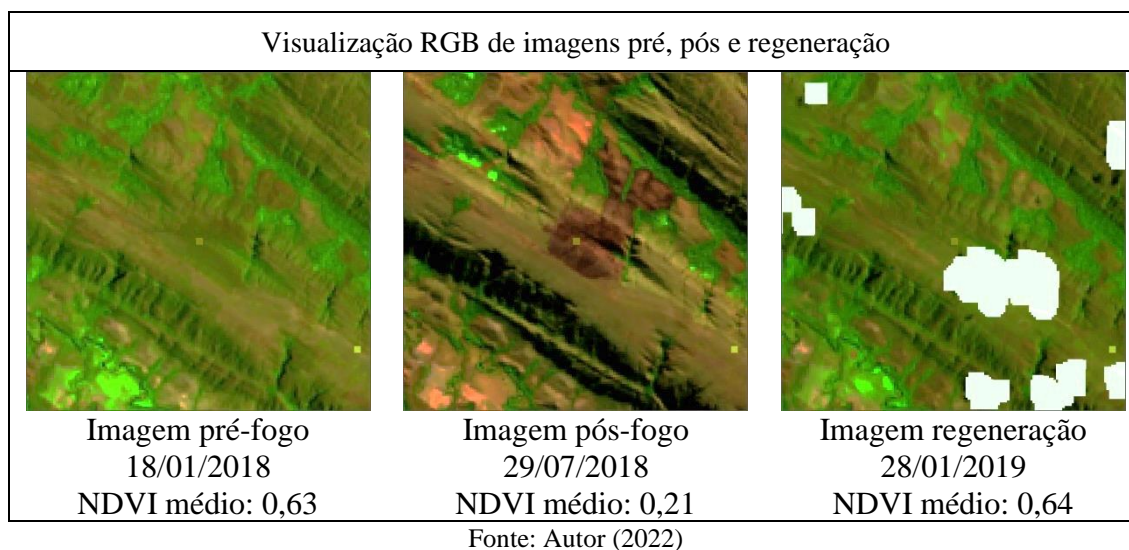 Visualização RGB de imagens pré, pós e regeneração
Imagem pré-fogo
18/01/2018
NDVI médio: 0,63
Imagem pós-fogo
29/07/2018
NDVI médio: 0,21
Imagem regeneração
28/01/2019
NDVI médio: 0,64
Fonte: Autor (2022)